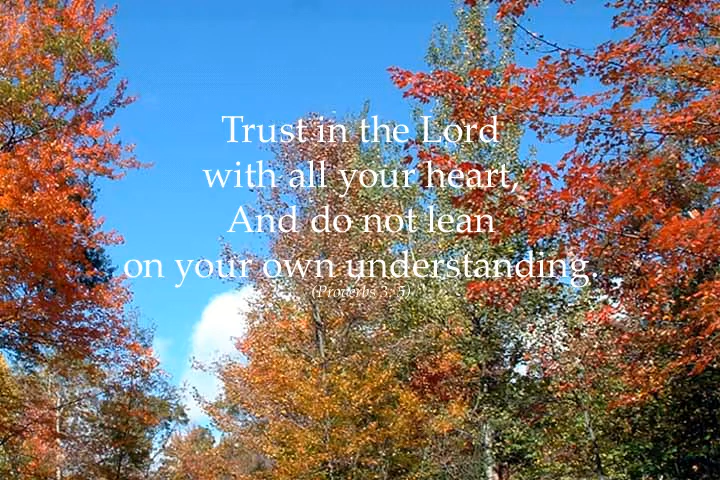 Trust in the Lord
with all your heart,
And do not lean
on your own understanding.
(Proverbs 3: 5)